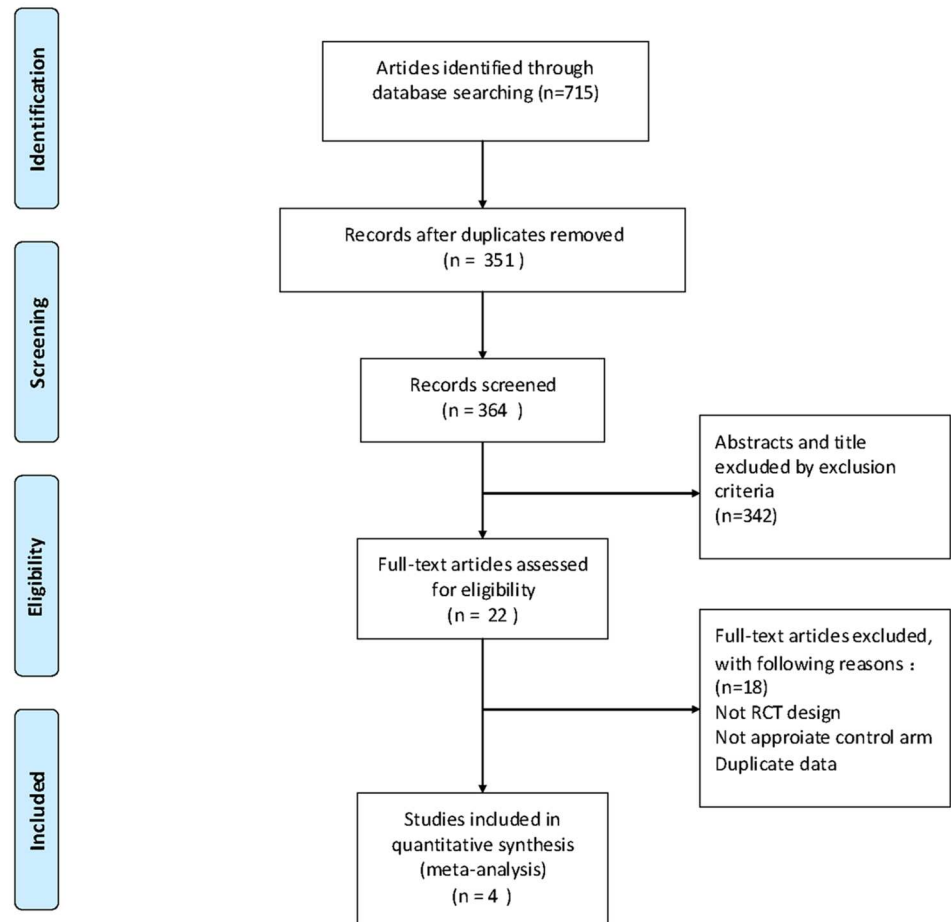 Identification
Articles identified through
database searching (n=715)
Records after duplicates removed
(n = 351 )
Screening
Records screened
(n = 364 )
Abstracts and title
excluded by exclusion
criteria
(n=342)
Eligibility
Full-text articles assessed
for eligibility
(n = 22 )
Full-text articles excluded,
with following reasons :
(n=18)
Not RCT design
Not approiate control arm
Duplicate data
Included
Studies included in
quantitative synthesis
(meta-analysis)
(n = 4 )